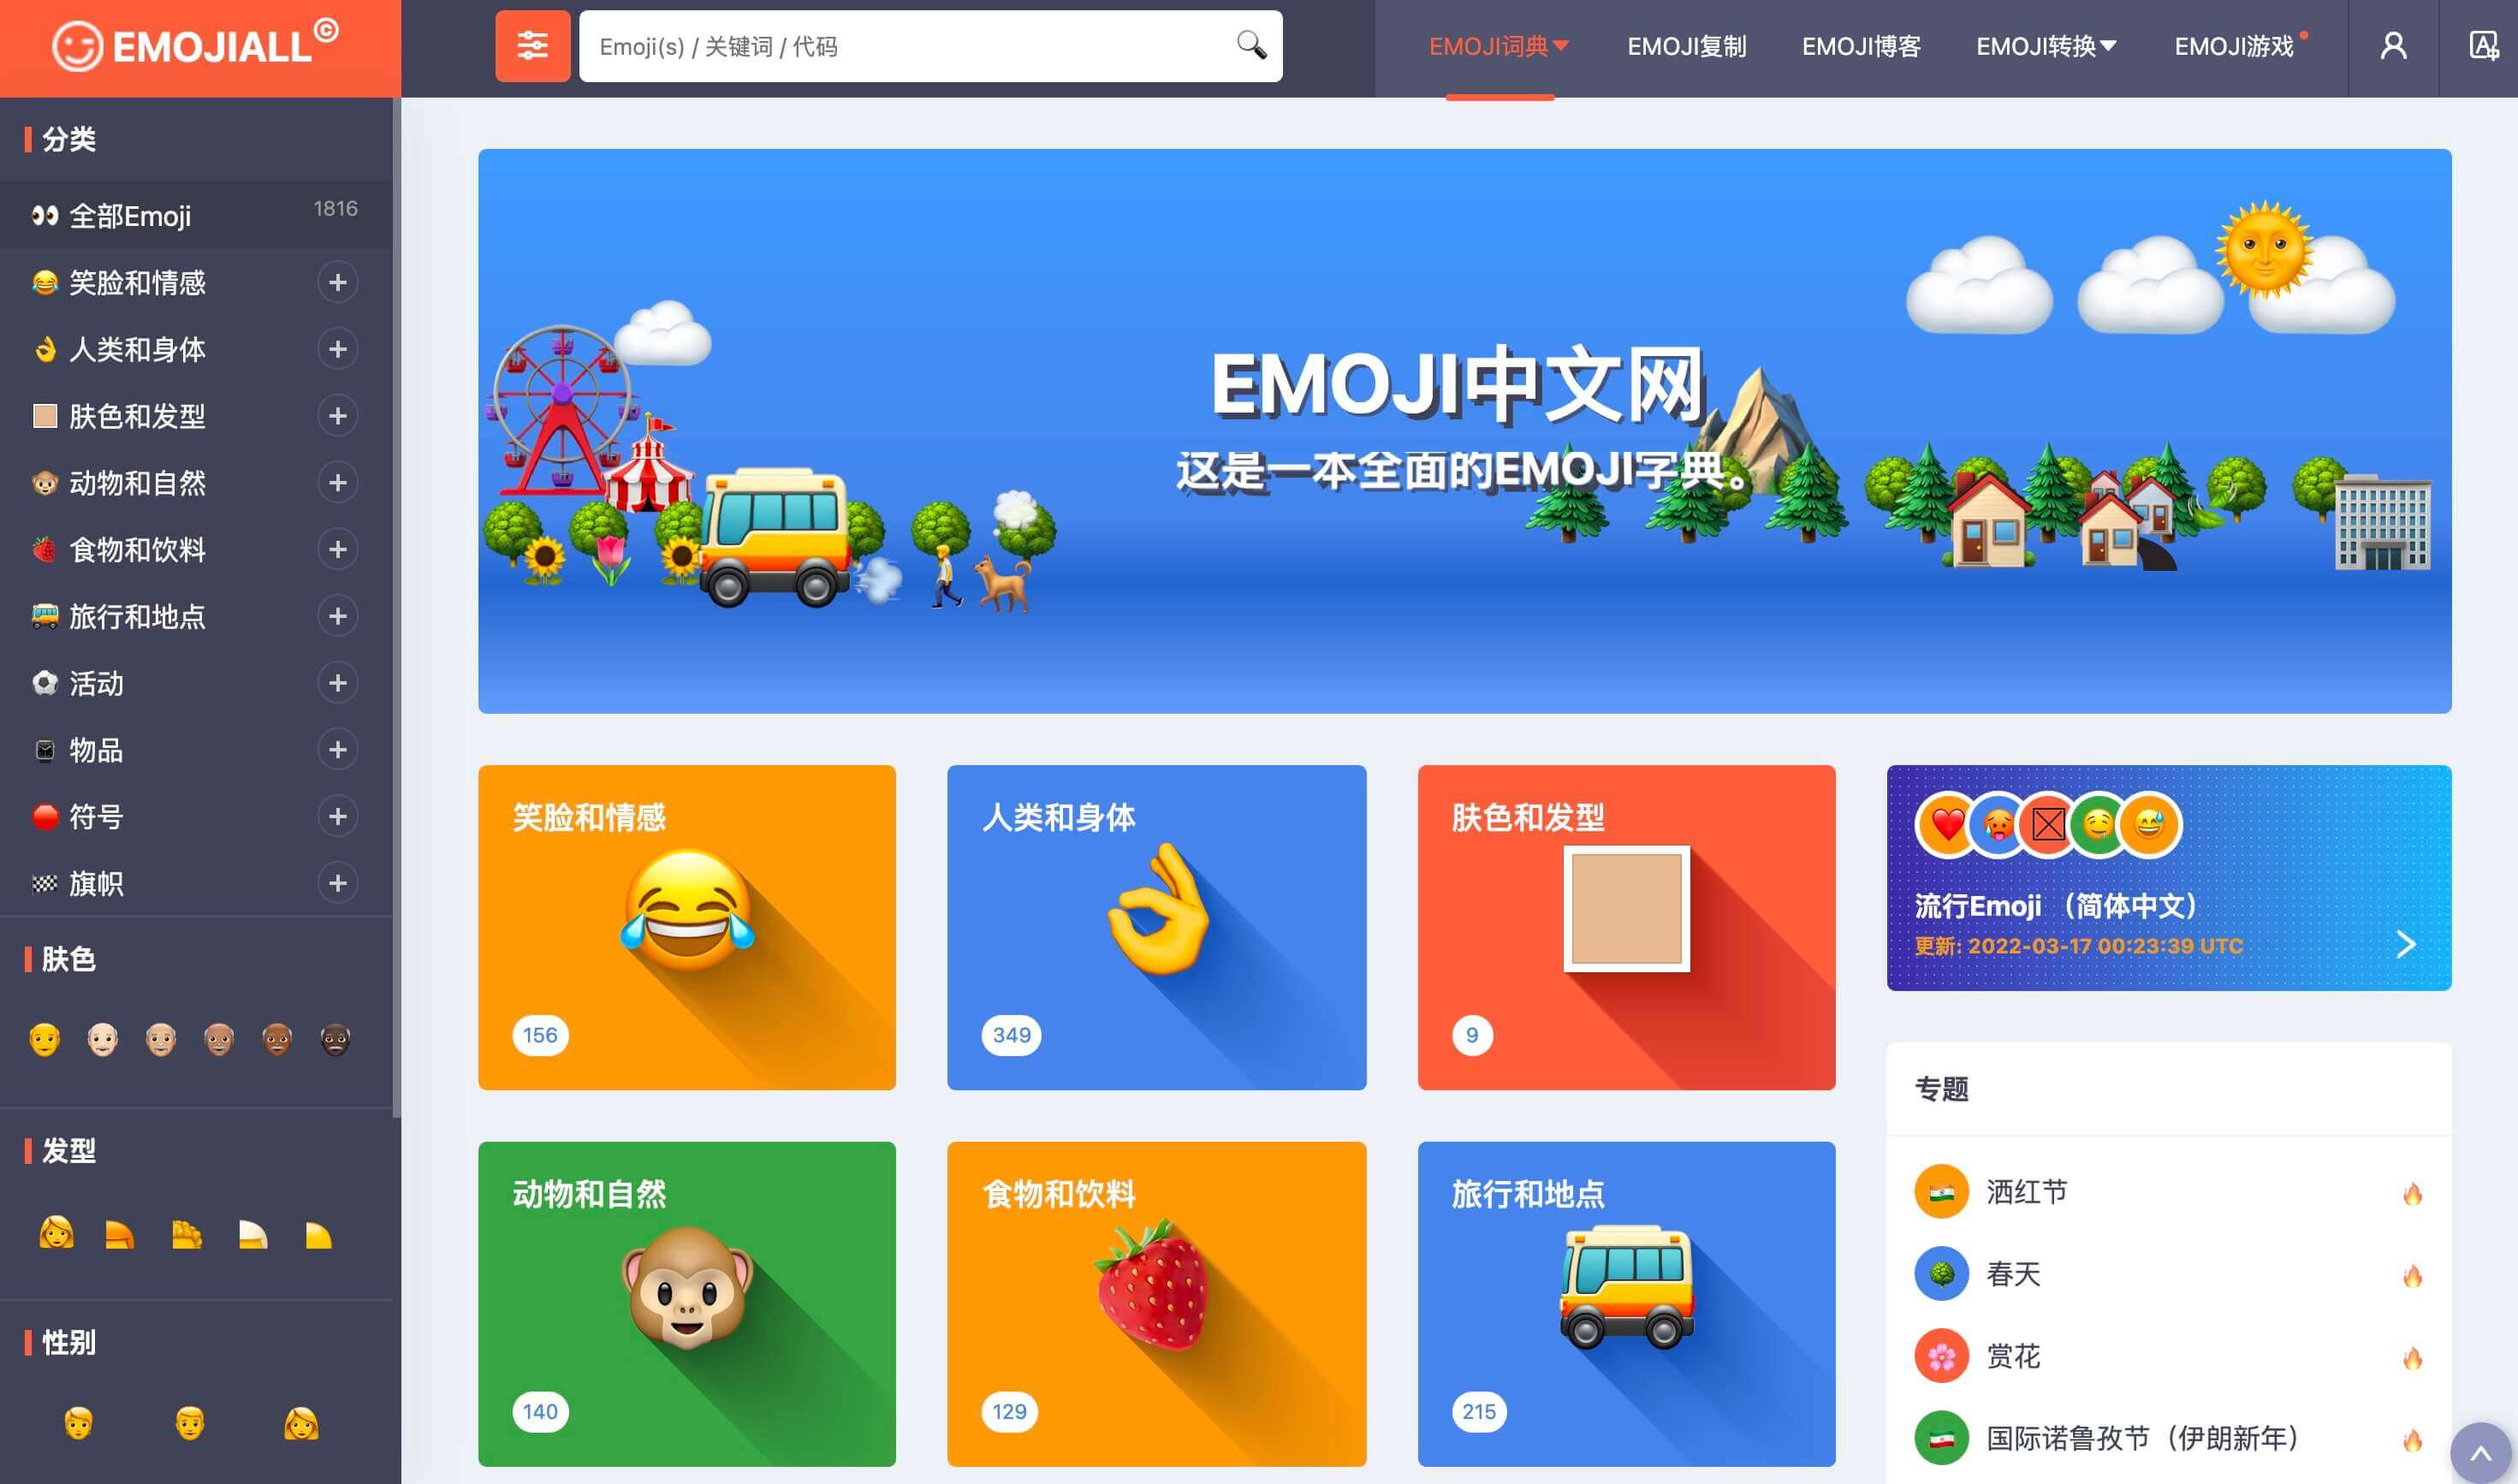 EMOJIALL©
Emoji(s) / 关键词 / 代码
EMOJI词典
EMOJI复制
EMOJI博客
EMOJI转换
EMOJI游戏
分类
全部Emoji 1816
笑脸和情感
人类和身体
肤色和发型
动物和自然
食物和饮料
旅行和地点
活动
物品
符号
旗帜
肤色
发型
性别
EMOJI中文网
这是一本全面的EMOJI字典。
笑脸和情感
156
人类和身体
349
肤色和发型
9
动物和自然
140
食物和饮料
129
旅行和地点
215
流行Emoji （简体中文）
更新: 2022-03-17 00:23:39 UTC
专题
洒红节
春天
赏花
国际诺鲁孜节（伊朗新年）